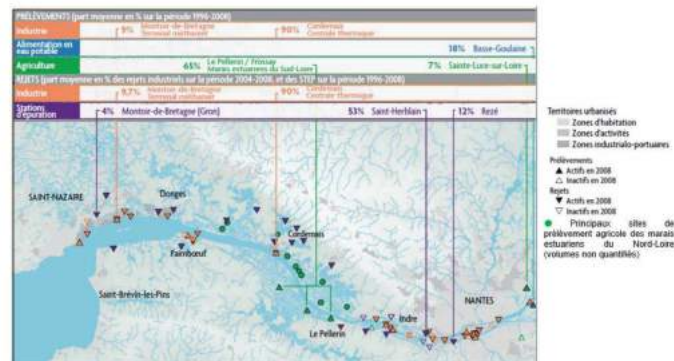 PRÉLÈVEMENTS (part moyenne en % sur la période 1996-2008)
Industrie
9% Montoir-de-Bretagne
Terminal méthanier
90% Cordemais
Centrale thermique
Alimentation en
eau potable
18% Basse-Goulaine
Agriculture
65% Le Pellerin / Frossay
Marais estuariens du Sud-Loire
7% Sainte-Luce-sur-Loire
REJETS (part moyenne en % des rejets industriels sur la période 2004-2008, et des STEP sur la période 1996-2008)
Industrie
9,7% Montoir-de-Bretagne
Terminal méthanier
90% Cordemais
Centrale thermique
Stations
d'épuration
4% Montoir-de-Bretagne (Gron)
53% Saint-Herblain
12% Rezé
SAINT-NAZAIRE
Donges
Cordemais
Paimbœuf
Saint-Brévin-les-Pins
Le Pellerin
Indre
NANTES
Territoires urbanisés
Zones d'habitation
Zones d'activités
Zones industrialo-portuaires
Prélèvements
Actifs en 2008
Inactifs en 2008
Rejets
Actifs en 2008
Inactifs en 2008
Principaux sites de
prélèvement agricole des marais
estuariens du Nord-Loire
(volumes non quantifiés)